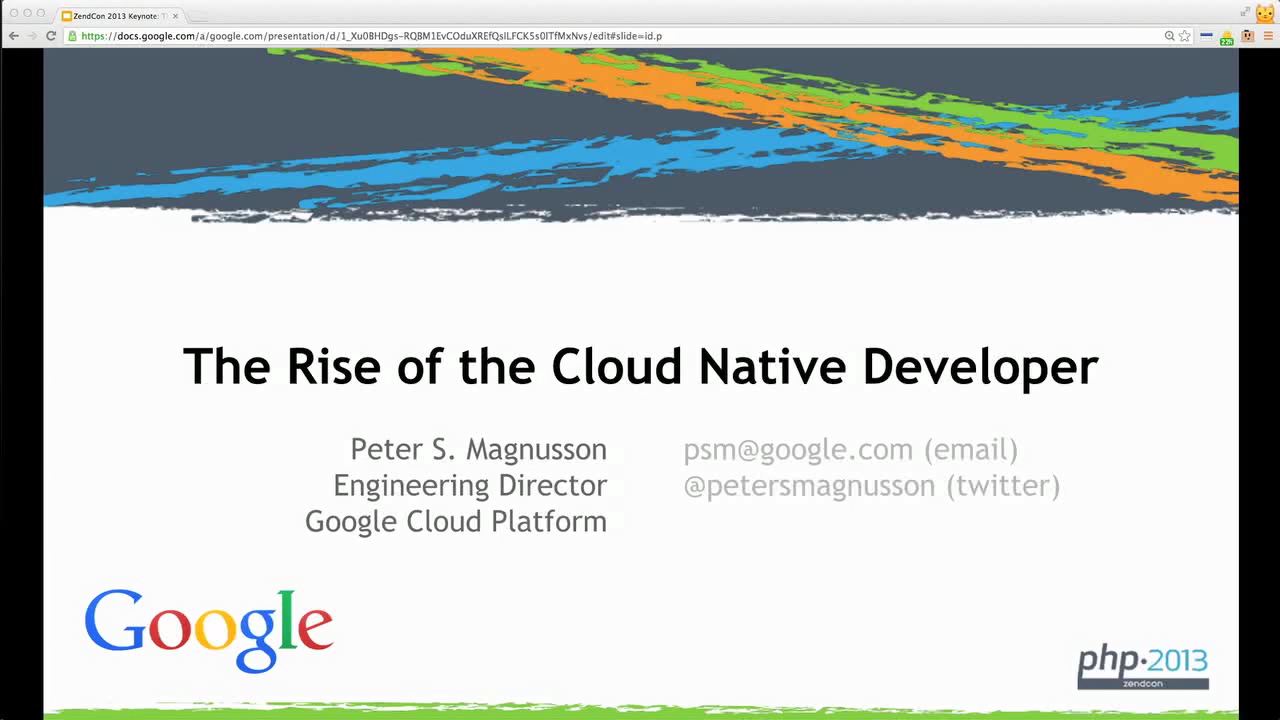 ZendCon 2013 Keynote: T
https://docs.google.com/a/google.com/presentation/d/1_Xu0BHDgs-RQBM1EvCOduXREfQsILFCK5s0ITfMxNvs/edit#slide=id.p
The Rise of the Cloud Native Developer
Peter S. Magnusson
psm@google.com (email)
Engineering Director
@petersmagnusson (twitter)
Google Cloud Platform
Google
php·2013
zendcon